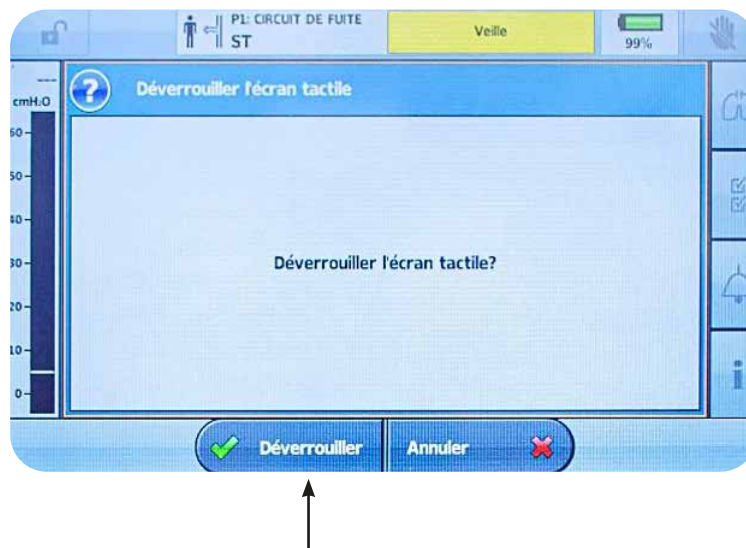 P1: CIRCUIT DE FUITE
ST
Veille
99%
---
cmH2O
Déverrouiller l'écran tactile
60
50
40
30
20
10
0
Déverrouiller l'écran tactile?
Déverrouiller
Annuler